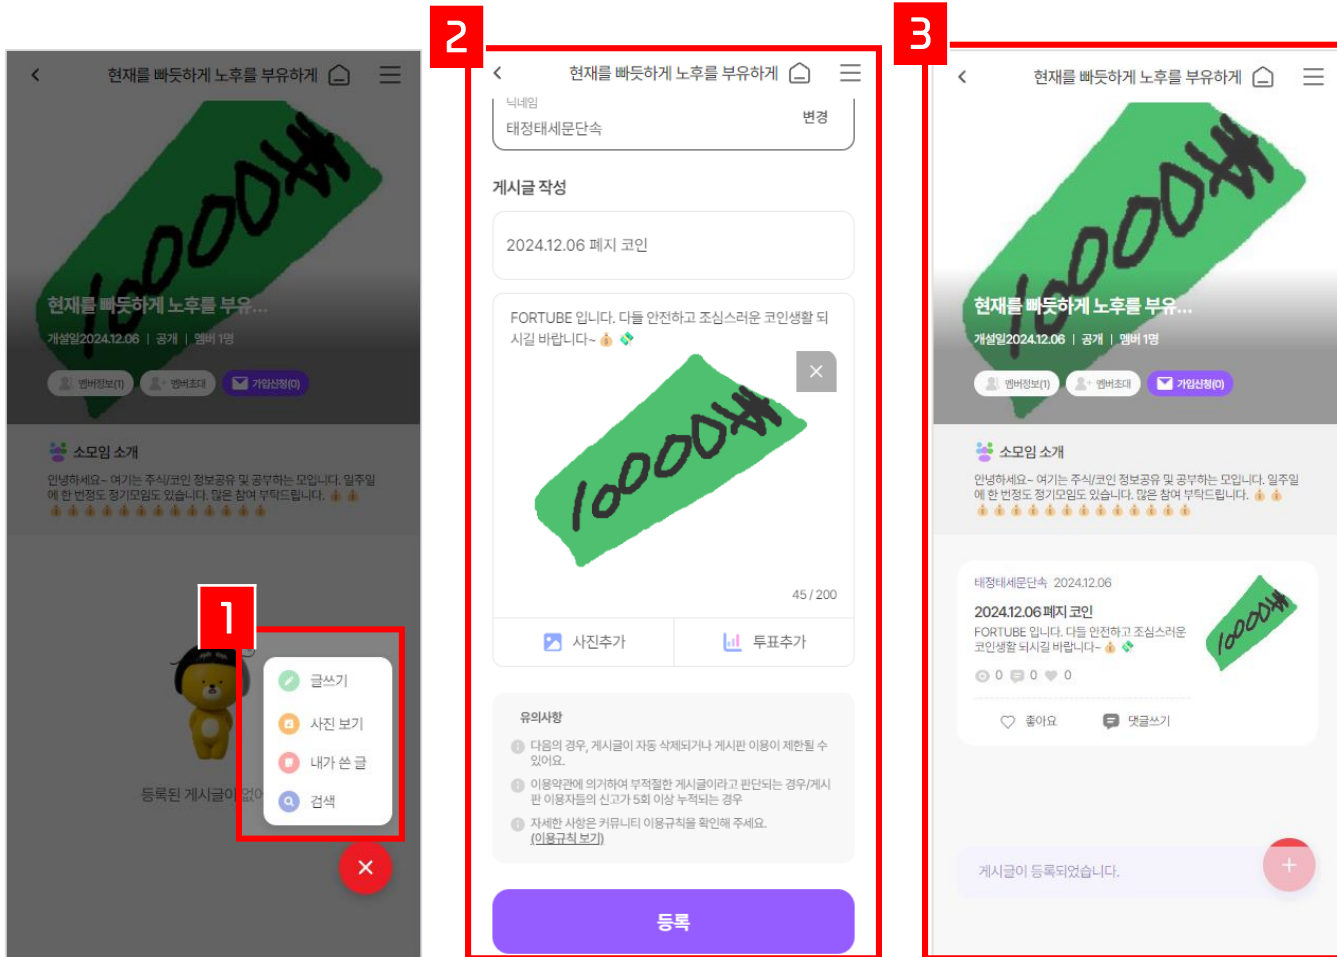 1
현재를 빠듯하게 노후를 부유하게
10000₩
현재를 빠듯하게 노후를 부유...
개설일2024.12.06 | 공개 | 멤버 1명
멤버정보(1)
멤버초대
가입신청(0)
소모임 소개
안녕하세요~ 여기는 주식/코인 정보공유 및 공부하는 모입니다. 일주일
에 한 번정도 정기모임도 있습니다. 많은 참여 부탁드립니다. 💰 💰
💰 💰 💰 💰 💰 💰 💰 💰 💰 💰 💰 💰 💰
등록된 게시글이 없어
글쓰기
사진 보기
내가 쓴 글
검색
2
현재를 빠듯하게 노후를 부유하게
닉네임
태정태세문단속
변경
게시글 작성
2024.12.06 폐지 코인
FORTUBE 입니다. 다들 안전하고 조심스러운 코인생활 되
시길 바랍니다~ 💰 💸
10000₩
45 / 200
사진추가
투표추가
유의사항
다음의 경우, 게시글이 자동 삭제되거나 게시판 이용이 제한될 수
있어요.
이용약관에 의거하여 부적절한 게시글이라고 판단되는 경우/게시
판 이용자들의 신고가 5회 이상 누적되는 경우
자세한 사항은 커뮤니티 이용규칙을 확인해 주세요.
(이용규칙 보기)
등록
3
현재를 빠듯하게 노후를 부유하게
10000₩
현재를 빠듯하게 노후를 부유...
개설일2024.12.06 | 공개 | 멤버 1명
멤버정보(1)
멤버초대
가입신청(0)
소모임 소개
안녕하세요~ 여기는 주식/코인 정보공유 및 공부하는 모입니다. 일주일
에 한 번정도 정기모임도 있습니다. 많은 참여 부탁드립니다. 💰 💰
💰 💰 💰 💰 💰 💰 💰 💰 💰 💰 💰 💰 💰
태정태세문단속 2024.12.06
2024.12.06 폐지 코인
FORTUBE 입니다. 다들 안전하고 조심스러운
코인생활 되시길 바랍니다~ 💰 💸
10000₩
0 0 0
좋아요
댓글쓰기
게시글이 등록되었습니다.